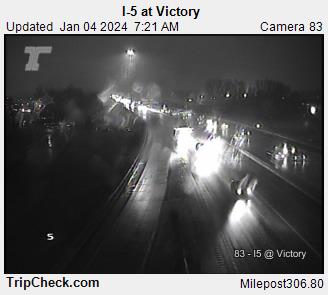 I-5 at Victory
Updated Jan 04 2024 7:21 AM Camera 83
T
S
83 - I5 @ Victory
TripCheck.com Milepost306.80